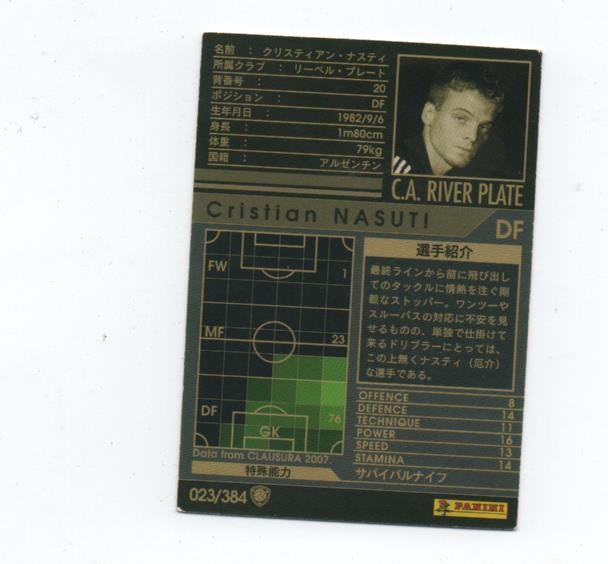 名前 : クリスティアン・ナスティ
所属クラブ : リーベル・プレート
背番号 : 20
ポジション : DF
生年月日 : 1982/9/6
身長 : 1m80cm
体重 : 79kg
国籍 : アルゼンチン
C.A. RIVER PLATE
Cristian NASUTI
DF
FW 1
MF 23
DF 76
GK
Data from CLAUSURA 2007.
特殊能力
選手紹介
最終ラインから前に飛び出し
てのタックルに情熱を注ぐ剛
毅なストッパー。ワンツーや
スルーパスの対応に不安を見
せるものの、単独で仕掛けて
来るドリブラーにとっては、
この上無くナスティ（厄介）
な選手である。
OFFENCE 8
DEFENCE 14
TECHNIQUE 11
POWER 16
SPEED 13
STAMINA 14
サバイバルナイフ
023/384
PANINI